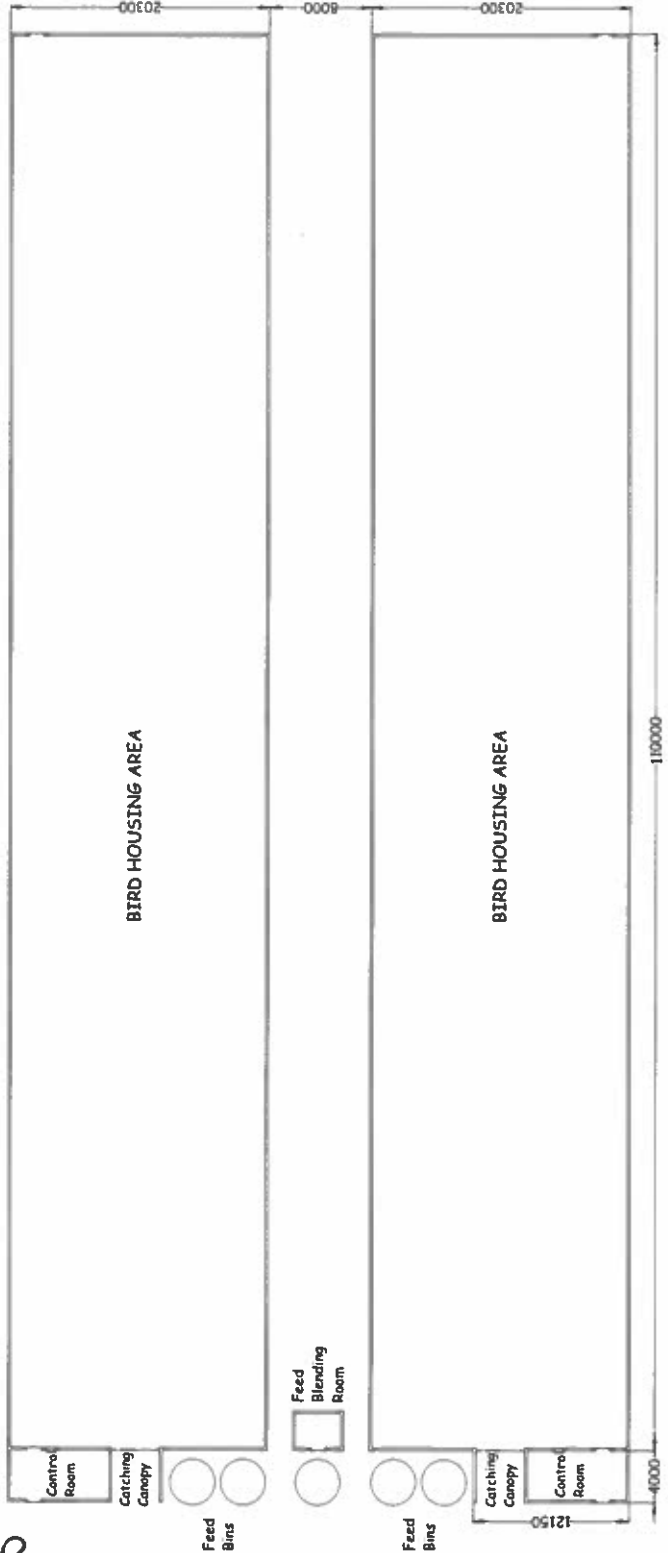 20300
8000
20300
BIRD HOUSING AREA
BIRD HOUSING AREA
110000
Control
Room
Catching
Canopy
Feed
Bins
Feed
Blending
Room
Feed
Bins
Catching
Canopy
Control
Room
12150
4000